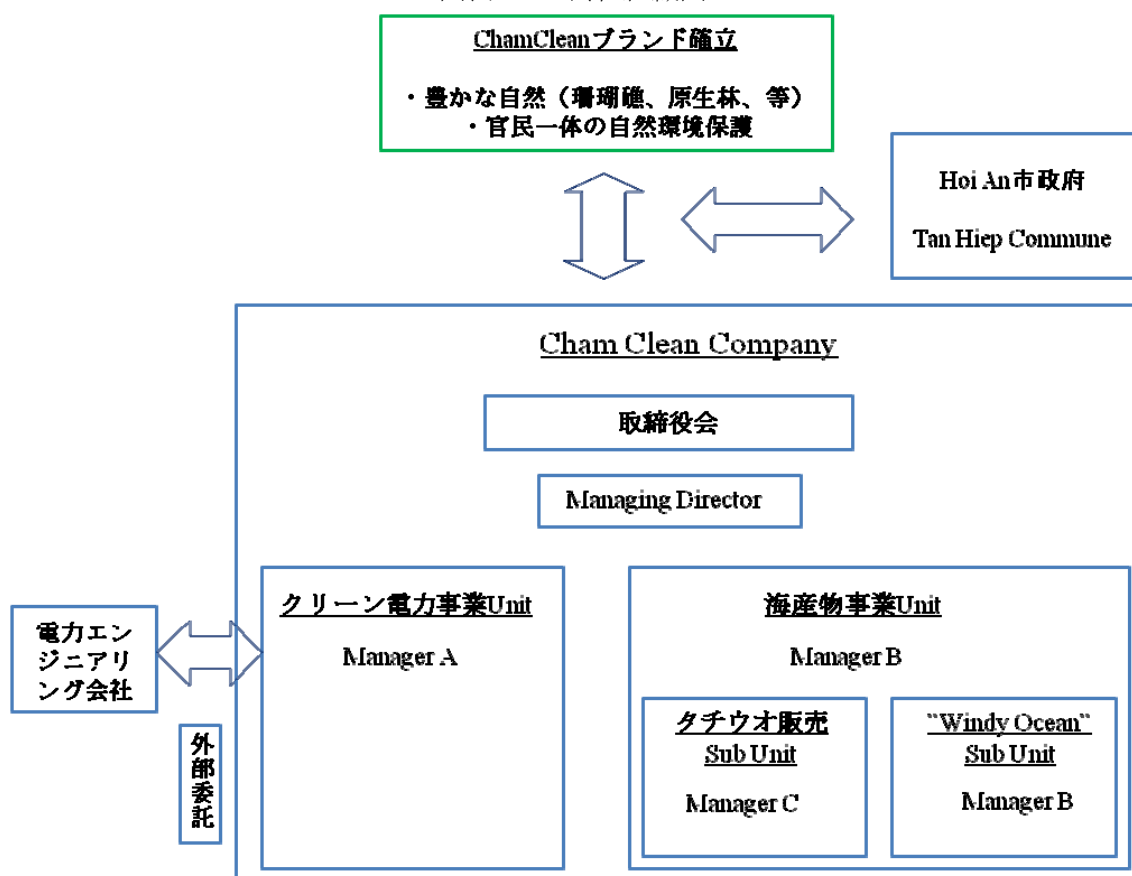 ChamCleanブランド確立
・豊かな自然（珊瑚礁、原生林、等）
・官民一体の自然環境保護
Hoi An市政府
Tan Hiep Commune
Cham Clean Company
取締役会
Managing Director
クリーン電力事業Unit
Manager A
海産物事業Unit
Manager B
電力エン
ジニアリ
ング会社
外部委託
タチウオ販売
Sub Unit
Manager C
"Windy Ocean"
Sub Unit
Manager B